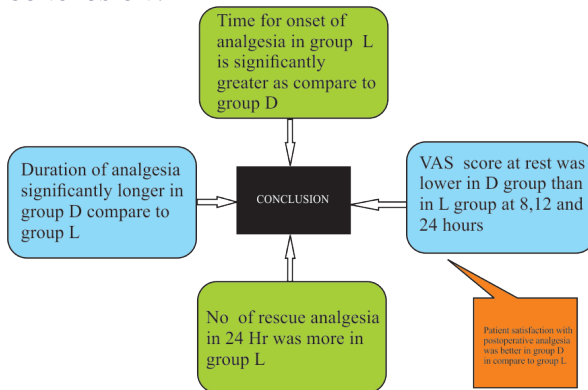 Time for onset of
analgesia in group L
is significantly
greater as compare to
group D
Duration of analgesia
significantly longer in
group D compare to
group L
CONCLUSION
VAS score at rest was
lower in D group than
in L group at 8,12 and
24 hours
No of rescue analgesia
in 24 Hr was more in
group L
Patient satisfaction with
postoperative analgesia
was better in group D
in compare to group L